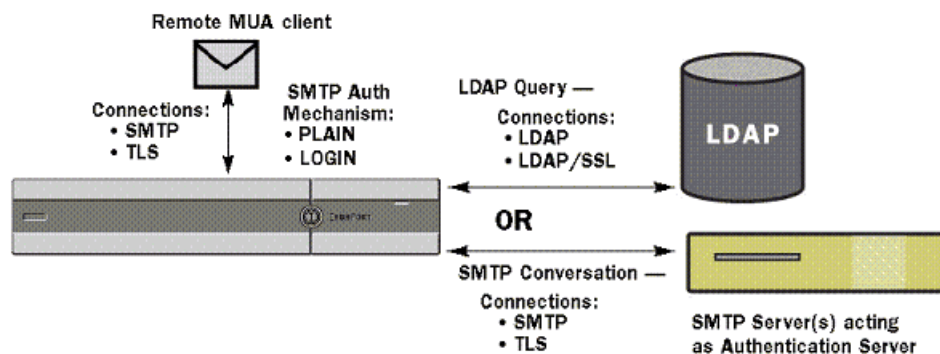 Remote MUA client
Connections:
• SMTP
• TLS
SMTP Auth
Mechanism:
• PLAIN
• LOGIN
LDAP Query —
Connections:
• LDAP
• LDAP/SSL
LDAP
OR
SMTP Conversation —
Connections:
• SMTP
• TLS
SMTP Server(s) acting
as Authentication Server